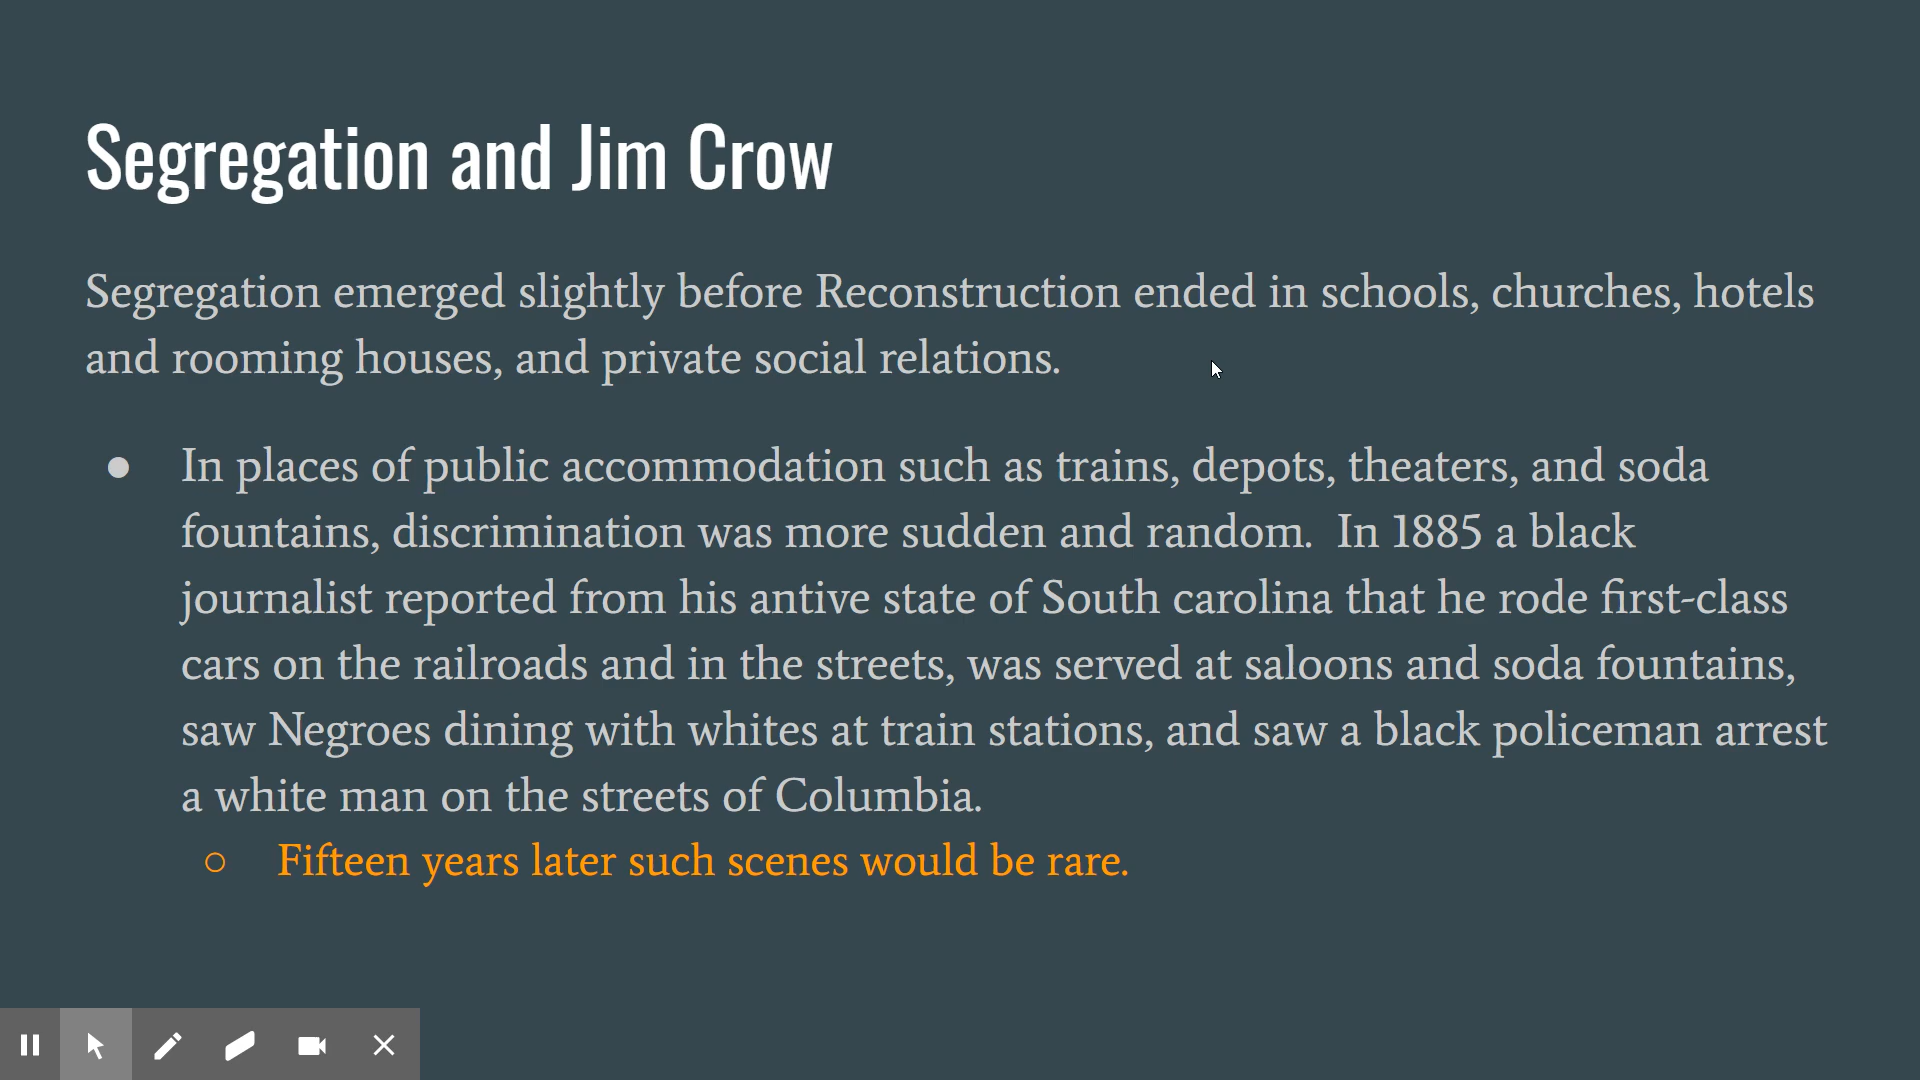 Segregation and Jim Crow
Segregation emerged slightly before Reconstruction ended in schools, churches, hotels
and rooming houses, and private social relations.
● In places of public accommodation such as trains, depots, theaters, and soda
fountains, discrimination was more sudden and random.  In 1885 a black
journalist reported from his antive state of South carolina that he rode first-class
cars on the railroads and in the streets, was served at saloons and soda fountains,
saw Negroes dining with whites at train stations, and saw a black policeman arrest
a white man on the streets of Columbia.
○ Fifteen years later such scenes would be rare.